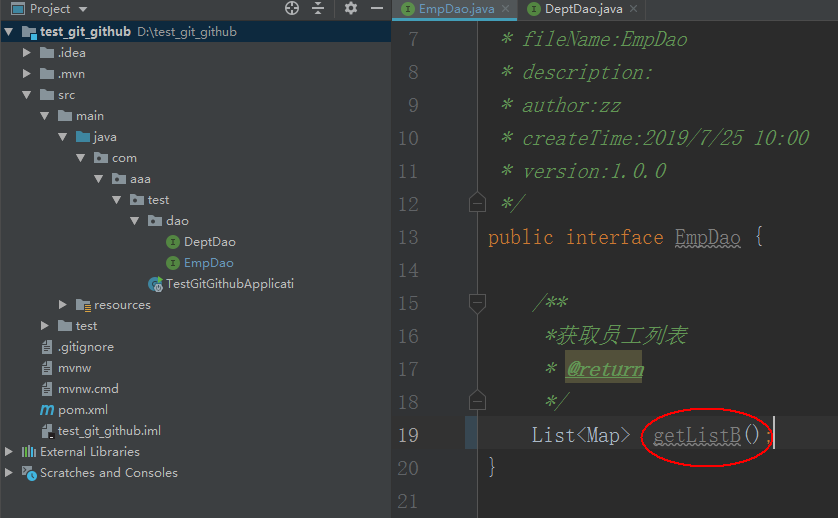 Project
test_git_github D:\test_git_github
.idea
.mvn
src
main
java
com
aaa
test
dao
DeptDao
EmpDao
TestGitGithubApplicati
resources
test
.gitignore
mvnw
mvnw.cmd
pom.xml
test_git_github.iml
External Libraries
Scratches and Consoles
EmpDao.java DeptDao.java
7 * fileName:EmpDao
8 * description:
9 * author:zz
10 * createTime:2019/7/25 10:00
11 * version:1.0.0
12 */
13 public interface EmpDao {
14
15 /**
16 *获取员工列表
17 * @return
18 */
19 List<Map> getListB();
20 }
21